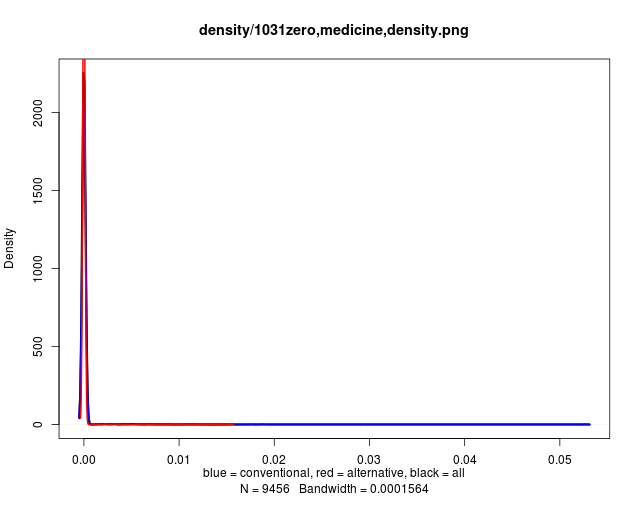 density/1031zero,medicine,density.png
Density
2000
1500
1000
500
0
0.00 0.01 0.02 0.03 0.04 0.05
blue = conventional, red = alternative, black = all
N = 9456 Bandwidth = 0.0001564